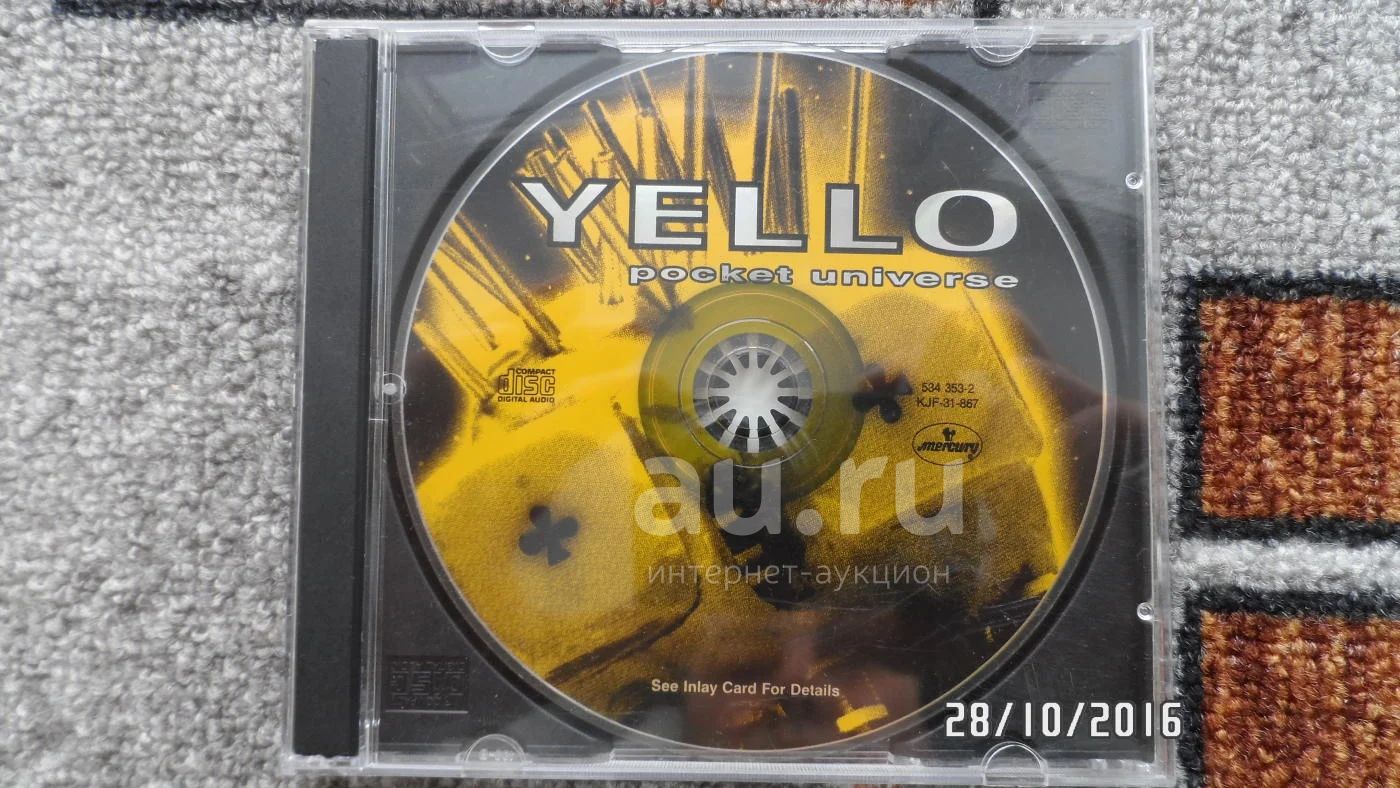 YELLO
pocket universe
COMPACT
disc
DIGITAL AUDIO
534 353-2
KJF-31-867
mercury
au.ru
интернет-аукцион
See Inlay Card For Details
28/10/2016